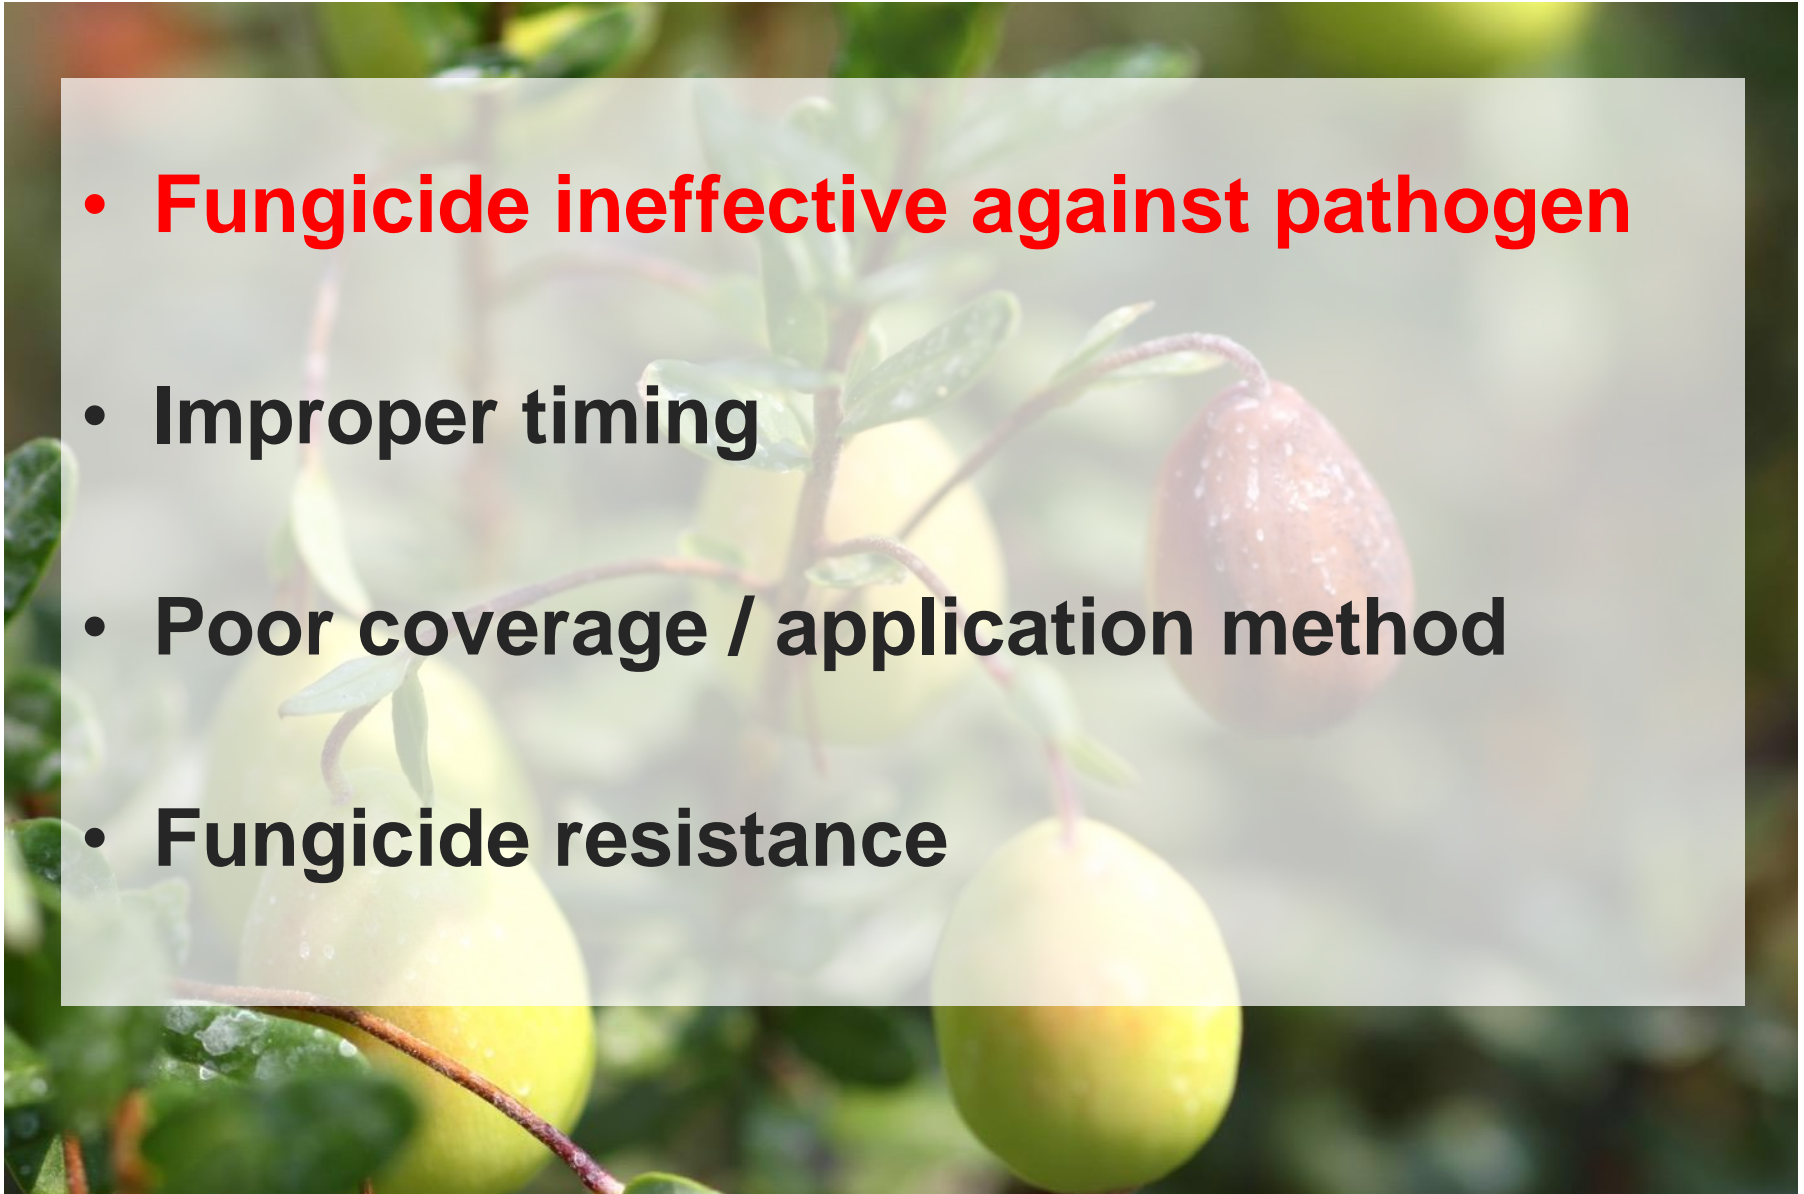 • Fungicide ineffective against pathogen
• Improper timing
• Poor coverage / application method
• Fungicide resistance